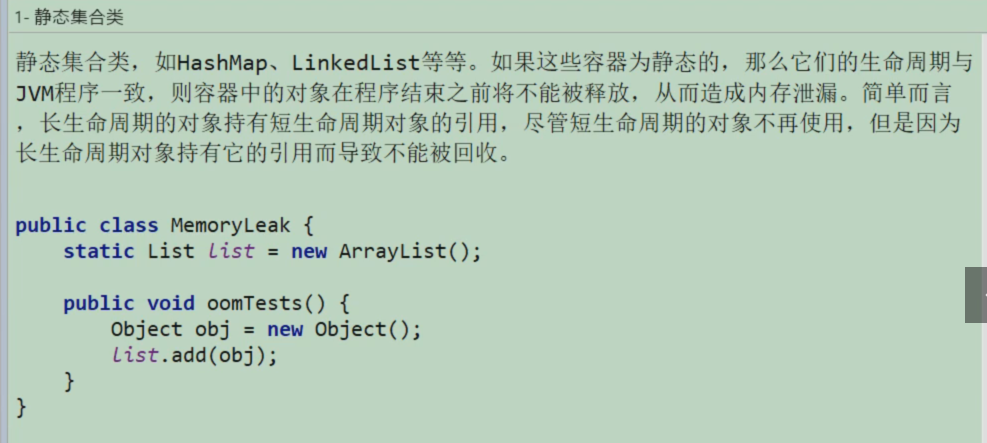 1- 静态集合类
静态集合类，如HashMap、LinkedList等等。如果这些容器为静态的，那么它们的生命周期与
JVM程序一致，则容器中的对象在程序结束之前将不能被释放，从而造成内存泄漏。简单而言
，长生命周期的对象持有短生命周期对象的引用，尽管短生命周期的对象不再使用，但是因为
长生命周期对象持有它的引用而导致不能被回收。
public class MemoryLeak {
    static List list = new ArrayList();
    public void oomTests() {
        Object obj = new Object();
        list.add(obj);
    }
}